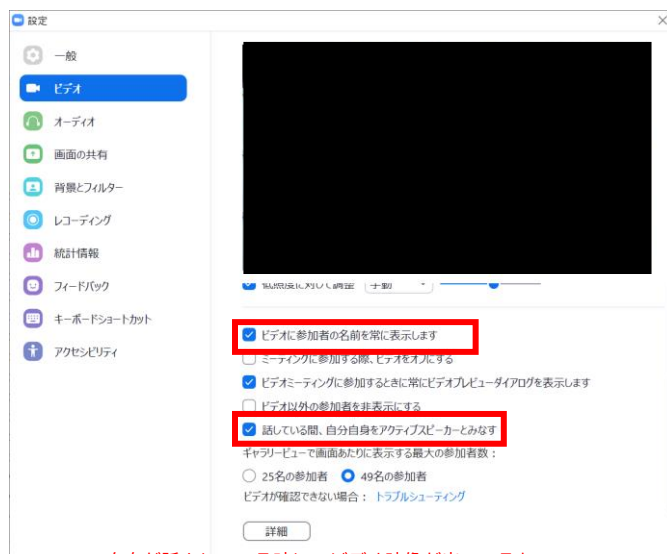 設定
一般
ビデオ
オーディオ
画面の共有
背景とフィルター
レコーディング
統計情報
フィードバック
キーボードショートカット
アクセシビリティ
低照度に対して調整 手動
ビデオに参加者の名前を常に表示します
ミーティングに参加する際、ビデオをオフにする
ビデオミーティングに参加するときに常にビデオプレビューダイアログを表示します
ビデオ以外の参加者を非表示にする
話している間、自分自身をアクティブスピーカーとみなす
ギャラリービューで画面あたりに表示する最大の参加者数：
25名の参加者 49名の参加者
ビデオが確認できない場合： トラブルシューティング
詳細